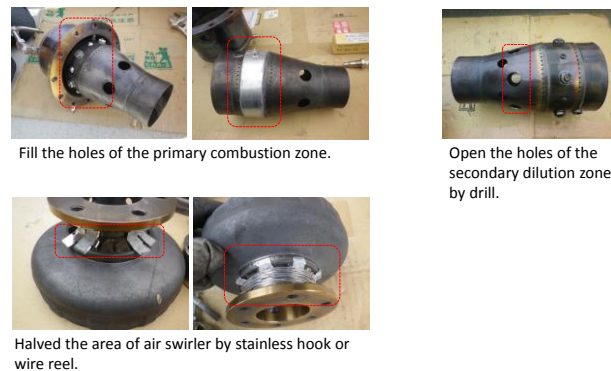 Fill the holes of the primary combustion zone.
Open the holes of the
secondary dilution zone
by drill.
Halved the area of air swirler by stainless hook or
wire reel.